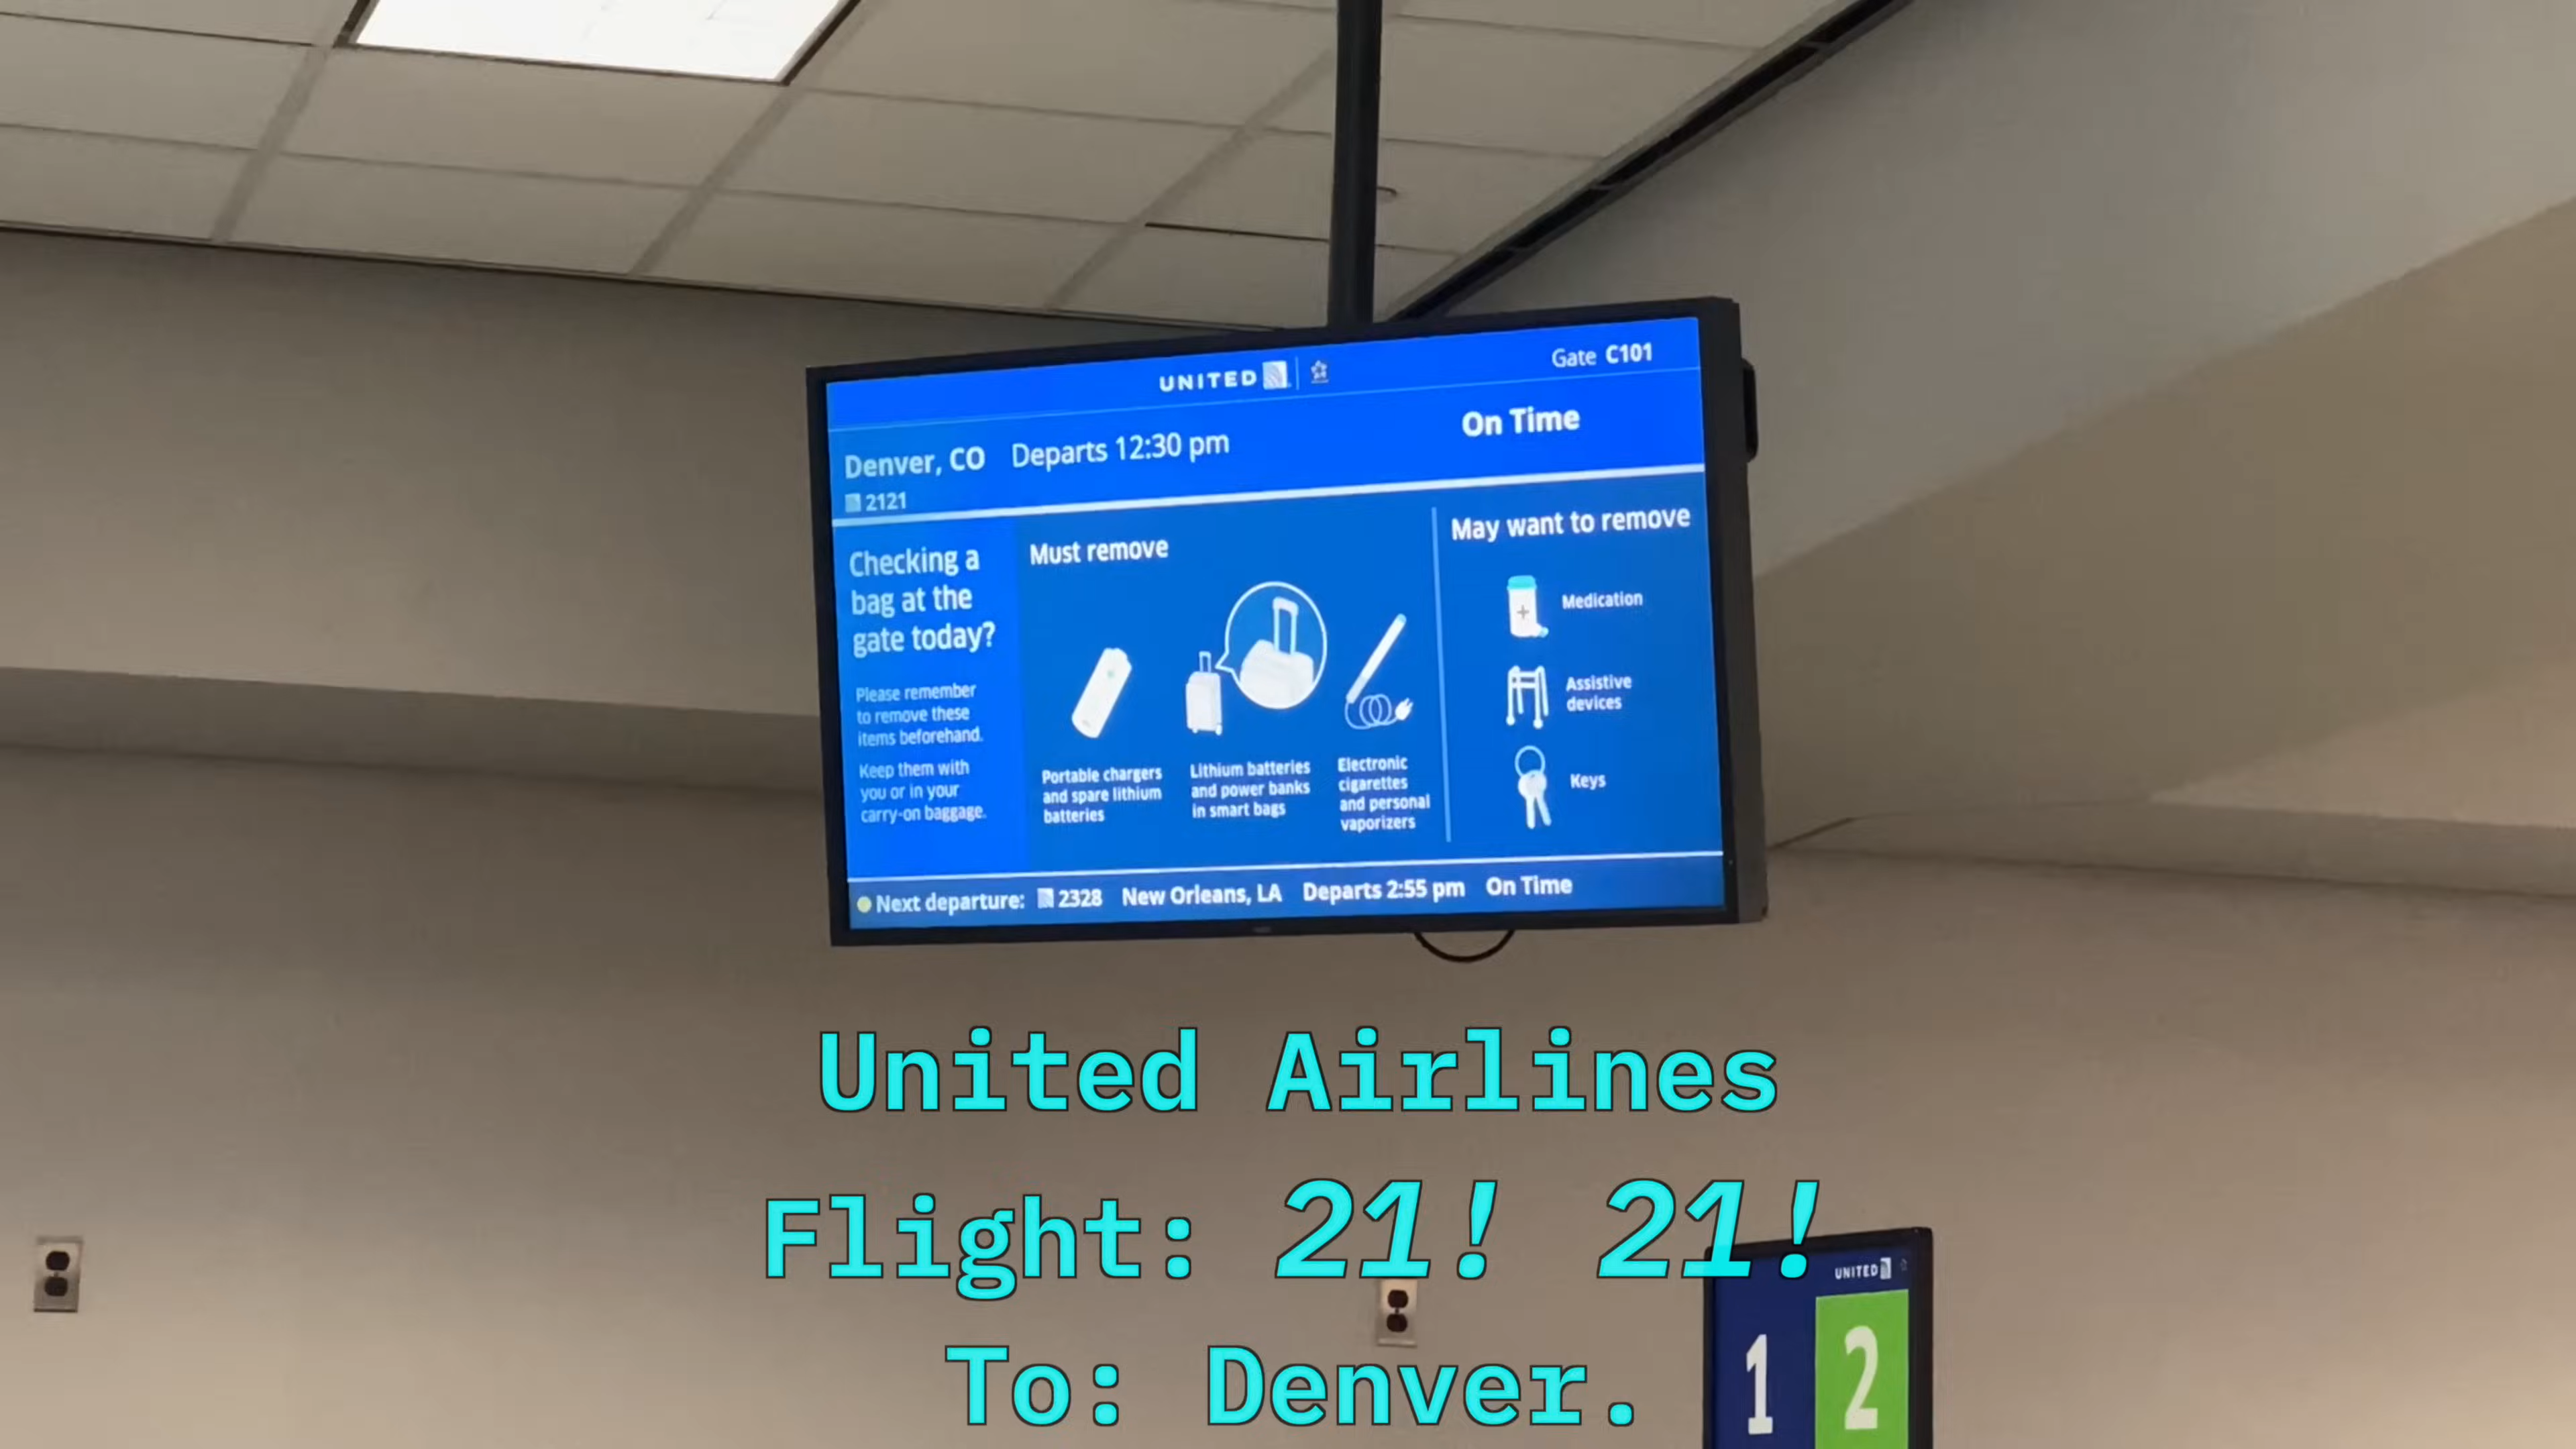 UNITED
Gate C101
Denver, CO Departs 12:30 pm
On Time
2121
Checking a
bag at the
gate today?
Please remember
to remove these
items beforehand.
Keep them with
you or in your
carry-on baggage.
Must remove
Portable chargers
and spare lithium
batteries
Lithium batteries
and power banks
in smart bags
Electronic
cigarettes
and personal
vaporizers
May want to remove
Medication
Assistive
devices
Keys
Next departure: 2328 New Orleans, LA Departs 2:55 pm On Time
United Airlines
Flight: 21! 21!
To: Denver.
UNITED
1 2